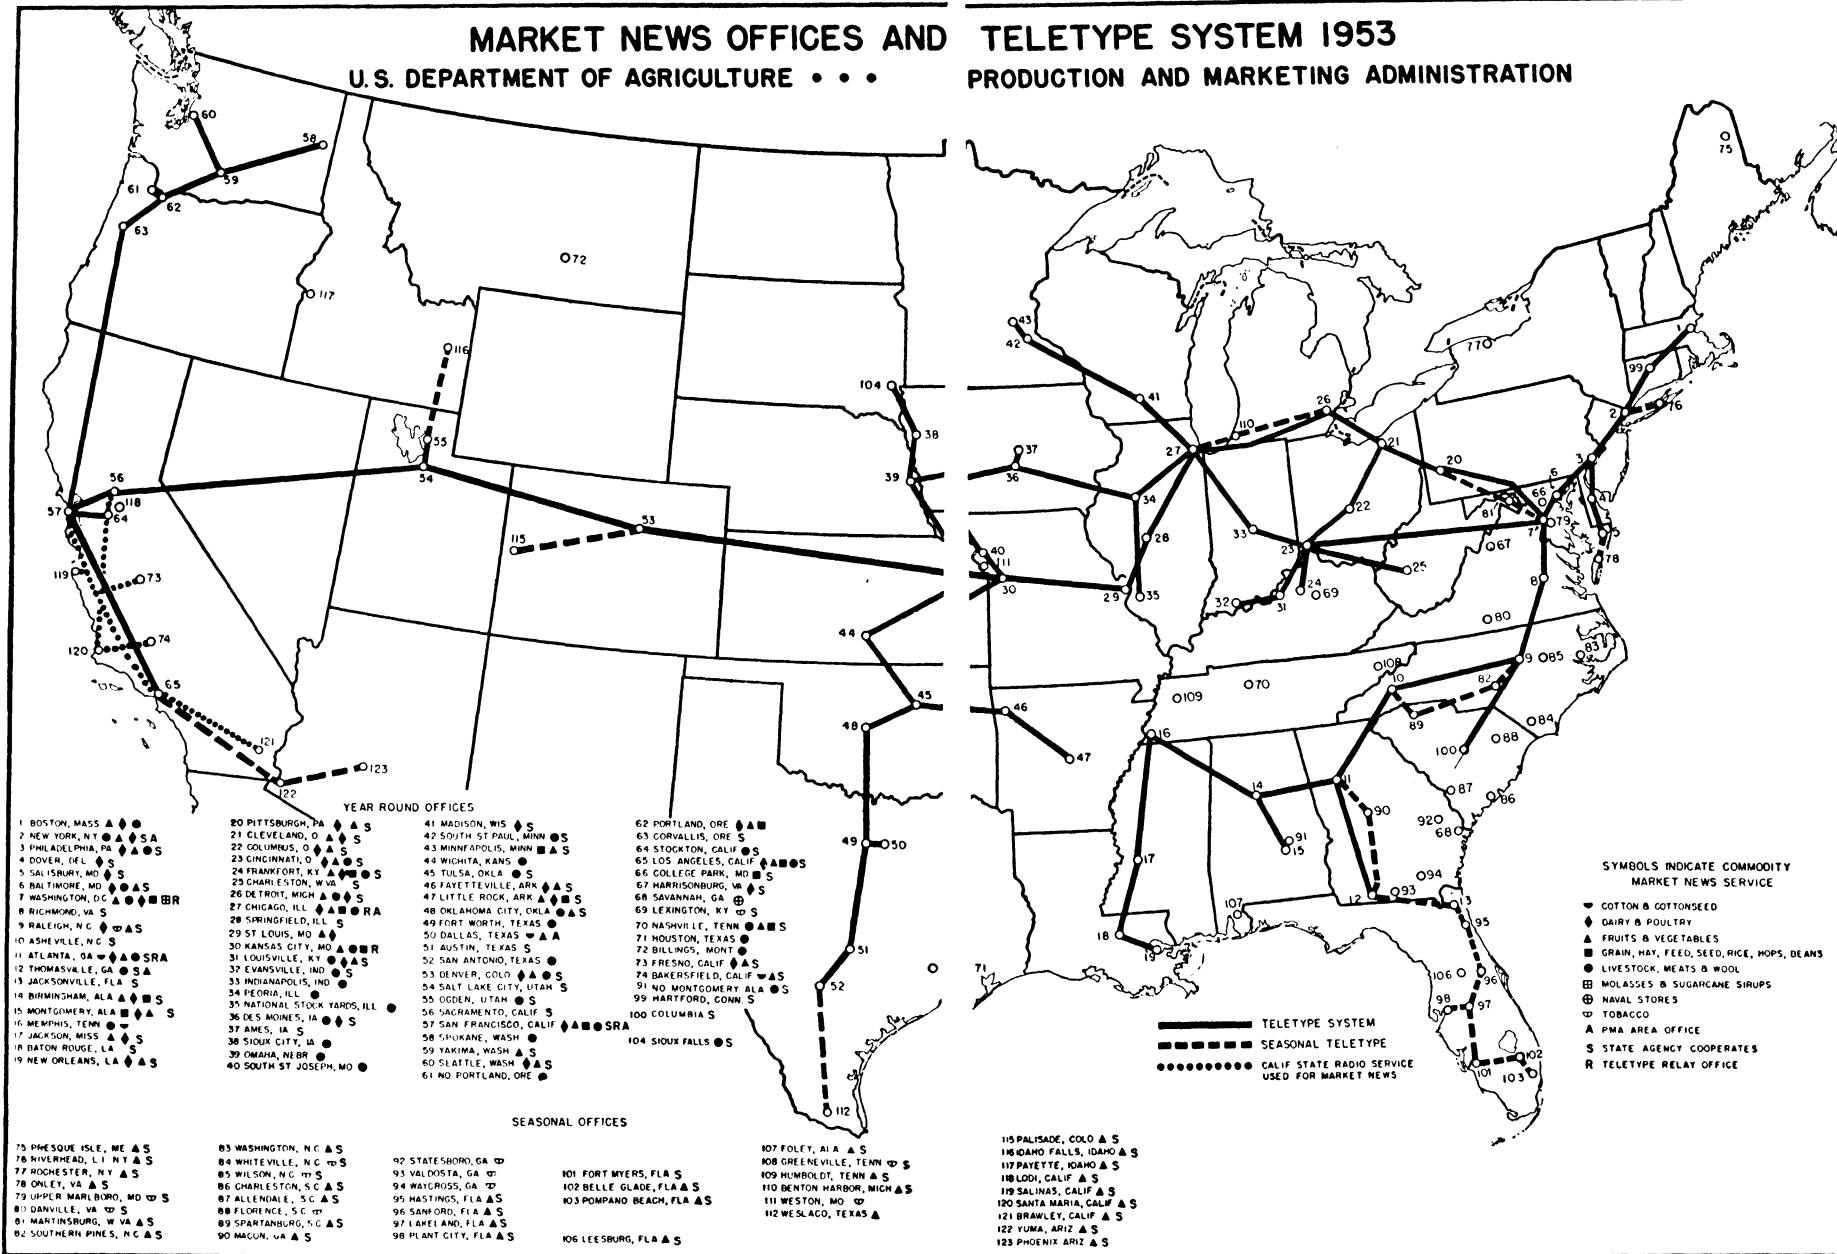 MARKET NEWS OFFICES AND TELETYPE SYSTEM 1953
U.S. DEPARTMENT OF AGRICULTURE • • • PRODUCTION AND MARKETING ADMINISTRATION
YEAR ROUND OFFICES
1 BOSTON, MASS ▲ ♦ ●
2 NEW YORK, N Y ● ▲ ♦ S A
3 PHILADELPHIA, PA ♦ ▲ ● S
4 DOVER, DEL ♦ S
5 SALISBURY, MD ♦ S
6 BALTIMORE, MD ♦ ● ▲ S
7 WASHINGTON, DC ▲ ● ♦ ■ ⊞ R
8 RICHMOND, VA S
9 RALEIGH, N C ♦ ▲ S
10 ASHEVILLE, N C S
11 ATLANTA, GA ♦ ▲ ● S R A
12 THOMASVILLE, GA ● S ▲
13 JACKSONVILLE, FLA S
14 BIRMINGHAM, ALA ▲ ♦ ■ S
15 MONTGOMERY, ALA ■ ♦ ▲ S
16 MEMPHIS, TENN ●
17 JACKSON, MISS ▲ ♦ S
18 BATON ROUGE, LA S
19 NEW ORLEANS, LA ♦ ▲ S
20 PITTSBURGH, PA ♦ ▲ S
21 CLEVELAND, O ▲ ♦ S
22 COLUMBUS, O ♦ ▲ S
23 CINCINNATI, O ♦ ▲ ● S
24 FRANKFORT, KY ▲ ♦ ■ ● S
25 CHARLESTON, W VA S
26 DETROIT, MICH ▲ ● ♦ S
27 CHICAGO, ILL ♦ ▲ ■ ● R A
28 SPRINGFIELD, ILL S
29 ST LOUIS, MO ▲ ♦
30 KANSAS CITY, MO ▲ ● ■ R
31 LOUISVILLE, KY ● ♦ ▲ S
32 EVANSVILLE, IND ● S
33 INDIANAPOLIS, IND ●
34 PEORIA, ILL ●
35 NATIONAL STOCK YARDS, ILL ●
36 DES MOINES, IA ● ♦ S
37 AMES, IA S
38 SIOUX CITY, IA ●
39 OMAHA, NEBR ●
40 SOUTH ST JOSEPH, MO ●
41 MADISON, WIS ♦ S
42 SOUTH ST PAUL, MINN ● S
43 MINNEAPOLIS, MINN ■ ▲ S
44 WICHITA, KANS ●
45 TULSA, OKLA ● S
46 FAYETTEVILLE, ARK ♦ ▲ S
47 LITTLE ROCK, ARK ▲ ♦ ■ S
48 OKLAHOMA CITY, OKLA ● ▲ S
49 FORT WORTH, TEXAS ●
50 DALLAS, TEXAS ▲ A
51 AUSTIN, TEXAS S
52 SAN ANTONIO, TEXAS ●
53 DENVER, COLO ♦ ▲ ● S
54 SALT LAKE CITY, UTAH S
55 OGDEN, UTAH ● S
56 SACRAMENTO, CALIF S
57 SAN FRANCISCO, CALIF ♦ ▲ ■ ● S R A
58 SPOKANE, WASH ●
59 YAKIMA, WASH ▲ S
60 SEATTLE, WASH ♦ ▲ S
61 NO PORTLAND, ORE ●
62 PORTLAND, ORE ♦ ▲ ■
63 CORVALLIS, ORE S
64 STOCKTON, CALIF ● S
65 LOS ANGELES, CALIF ♦ ▲ ■ ● S
66 COLLEGE PARK, MD ■ S
67 HARRISONBURG, VA ♦ S
68 SAVANNAH, GA ⊕
69 LEXINGTON, KY S
70 NASHVILLE, TENN ● ▲ ■ S
71 HOUSTON, TEXAS ●
72 BILLINGS, MONT ●
73 FRESNO, CALIF ♦ ▲ S
74 BAKERSFIELD, CALIF ▲ S
91 NO MONTGOMERY ALA ● S
99 HARTFORD, CONN. S
100 COLUMBIA S
104 SIOUX FALLS ● S
SYMBOLS INDICATE COMMODITY
MARKET NEWS SERVICE
COTTON & COTTONSEED
♦ DAIRY & POULTRY
▲ FRUITS & VEGETABLES
■ GRAIN, HAY, FEED, SEED, RICE, HOPS, BEANS
● LIVESTOCK, MEATS & WOOL
⊞ MOLASSES & SUGARCANE SIRUPS
⊕ NAVAL STORES
TOBACCO
A PMA AREA OFFICE
S STATE AGENCY COOPERATES
R TELETYPE RELAY OFFICE
TELETYPE SYSTEM
SEASONAL TELETYPE
CALIF STATE RADIO SERVICE
USED FOR MARKET NEWS
SEASONAL OFFICES
75 PRESQUE ISLE, ME ▲ S
76 RIVERHEAD, L I N Y ▲ S
77 ROCHESTER, N Y ▲ S
78 ONLEY, VA ▲ S
79 UPPER MARLBORO, MD S
80 DANVILLE, VA S
81 MARTINSBURG, W VA ▲ S
82 SOUTHERN PINES, N C ▲ S
83 WASHINGTON, N C ▲ S
84 WHITEVILLE, N C S
85 WILSON, N C S
86 CHARLESTON, S C ▲ S
87 ALLENDALE, S C ▲ S
88 FLORENCE, S C
89 SPARTANBURG, S C ▲ S
90 MACON, GA ▲ S
92 STATESBORO, GA
93 VALDOSTA, GA
94 WAYCROSS, GA
95 HASTINGS, FLA ▲ S
96 SANFORD, FLA ▲ S
97 LAKELAND, FLA ▲ S
98 PLANT CITY, FLA ▲ S
101 FORT MYERS, FLA S
102 BELLE GLADE, FLA ▲ S
103 POMPANO BEACH, FLA ▲ S
106 LEESBURG, FLA ▲ S
107 FOLEY, ALA ▲ S
108 GREENEVILLE, TENN S
109 HUMBOLDT, TENN ▲ S
110 BENTON HARBOR, MICH ▲ S
111 WESTON, MO
112 WESLACO, TEXAS ▲
115 PALISADE, COLO ▲ S
116 IDAHO FALLS, IDAHO ▲ S
117 PAYETTE, IDAHO ▲ S
118 LODI, CALIF ▲ S
119 SALINAS, CALIF ▲ S
120 SANTA MARIA, CALIF ▲ S
121 BRAWLEY, CALIF ▲ S
122 YUMA, ARIZ ▲ S
123 PHOENIX ARIZ ▲ S